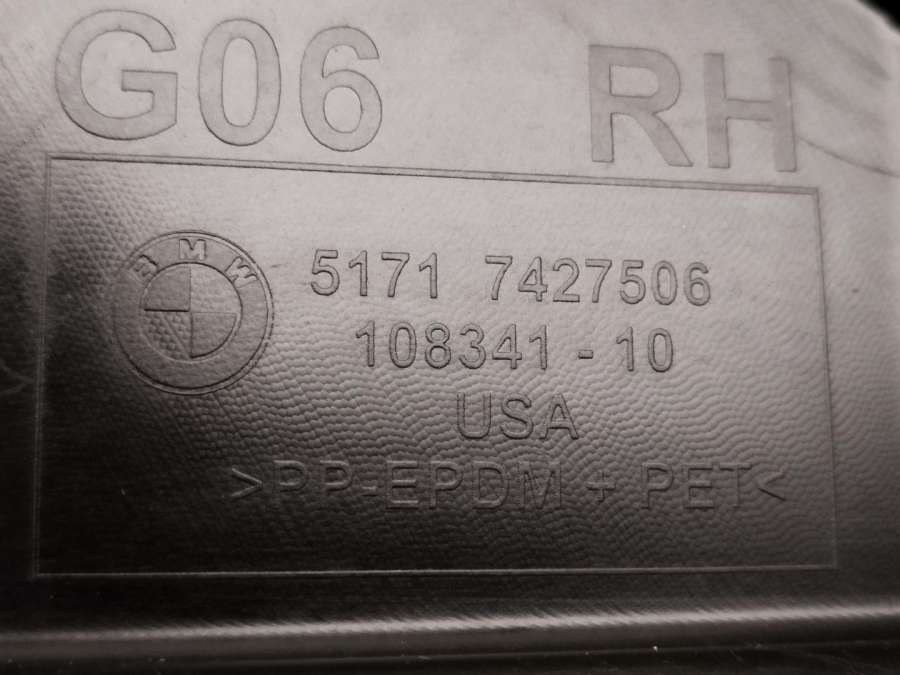 G06 RH
BMW
5171 7427506
108341 - 10
USA
>PP-EPDM + PET<